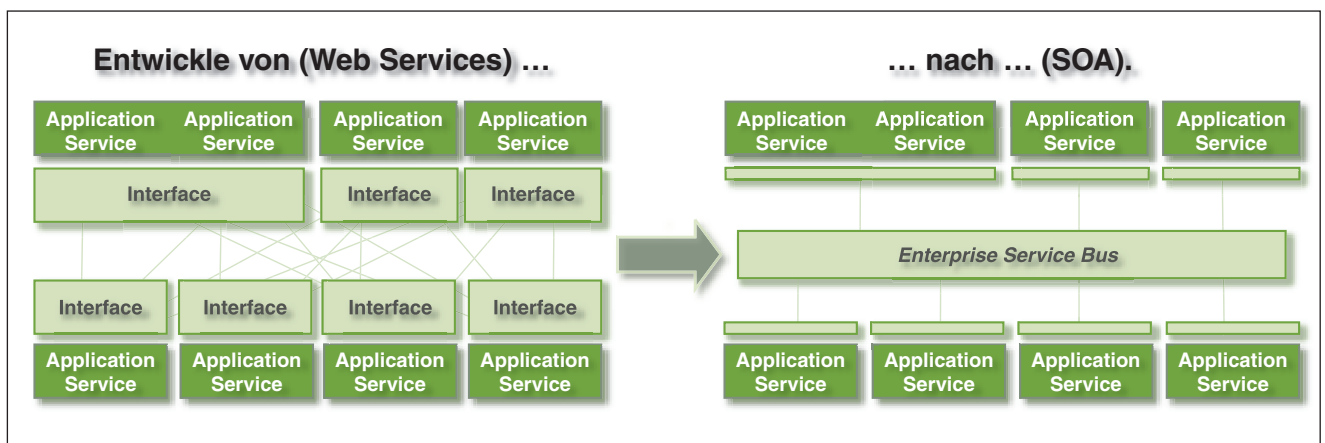 Entwickle von (Web Services) …
Application Service
Application Service
Application Service
Application Service
Interface
Interface
Interface
Interface
Interface
Interface
Interface
Application Service
Application Service
Application Service
Application Service
… nach … (SOA).
Application Service
Application Service
Application Service
Application Service
Enterprise Service Bus
Application Service
Application Service
Application Service
Application Service